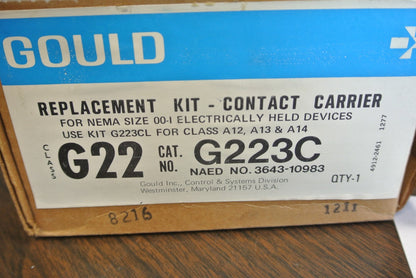 GOULD
REPLACEMENT KIT - CONTACT CARRIER
FOR NEMA SIZE 00-I ELECTRICALLY HELD DEVICES
USE KIT G223CL FOR CLASS A12, A13 & A14
CLASS G22 CAT. NO. G223C
NAED NO. 3643-10983
Gould Inc., Control & Systems Division
Westminster, Maryland 21157 U.S.A.
QTY-1
4912-2461 1277
8216 1211